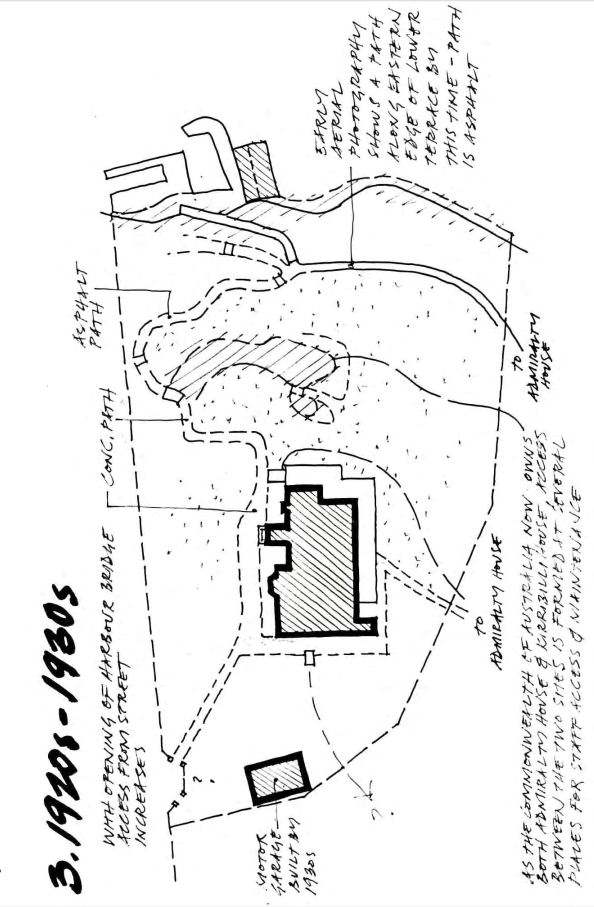 3. 1920s-1930s
WITH OPENING OF HARBOUR BRIDGE
ACCESS FROM STREET
INCREASES
CONC. PATH
ASPHALT
PATH
EARLY
AERIAL
PHOTOGRAPHY
SHOWS A PATH
ALONG EASTERN
EDGE OF LOWER
TERRACE BY
THIS TIME - PATH
IS ASPHALT
?
MOTOR
GARAGE
BUILT BY
1930s
?
TO
ADMIRALTY HOUSE
TO
ADMIRALTY
HOUSE
AS THE COMMONWEALTH OF AUSTRALIA NOW OWNS
BOTH ADMIRALTY HOUSE & KIRRIBILLI HOUSE, ACCESS
BETWEEN THE TWO SITES IS FORMED AT SEVERAL
PLACES FOR STAFF ACCESS & MAINTENANCE